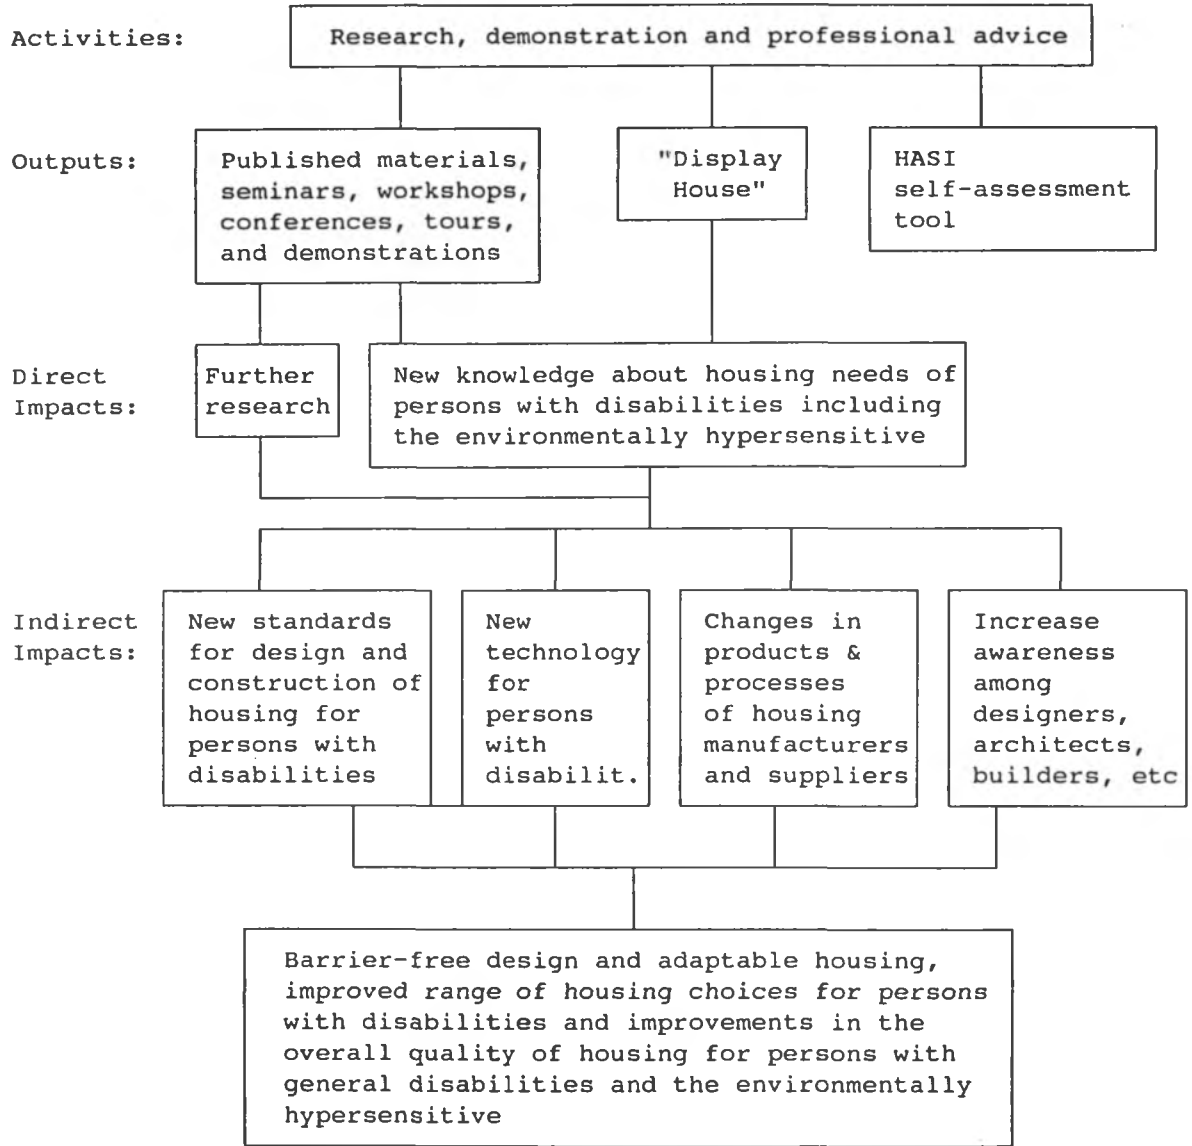 Activities:
Research, demonstration and professional advice
Outputs:
Published materials,
seminars, workshops,
conferences, tours,
and demonstrations
"Display
House"
HASI
self-assessment
tool
Direct
Impacts:
Further
research
New knowledge about housing needs of
persons with disabilities including
the environmentally hypersensitive
Indirect
Impacts:
New standards
for design and
construction of
housing for
persons with
disabilities
New
technology
for
persons
with
disabilit.
Changes in
products &
processes
of housing
manufacturers
and suppliers
Increase
awareness
among
designers,
architects,
builders, etc
Barrier-free design and adaptable housing,
improved range of housing choices for persons
with disabilities and improvements in the
overall quality of housing for persons with
general disabilities and the environmentally
hypersensitive